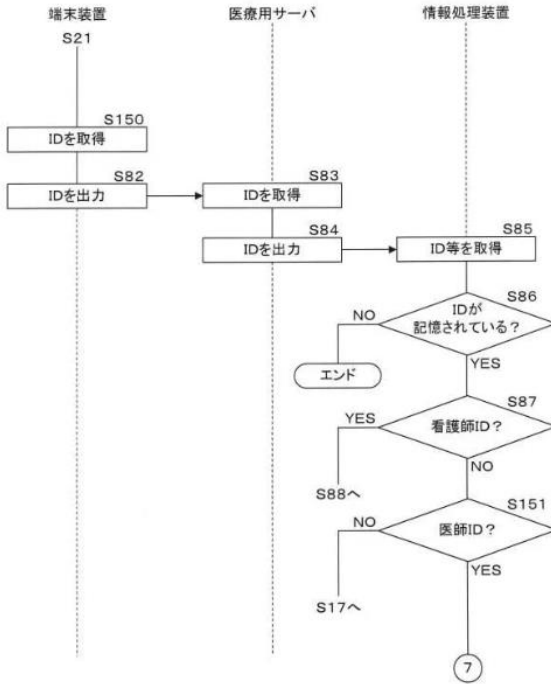 端末装置
医療用サーバ
情報処理装置
S21
S150
IDを取得
S82
IDを出力
S83
IDを取得
S84
IDを出力
S85
ID等を取得
S86
IDが
記憶されている？
NO
エンド
YES
S87
看護師ID？
YES
S88へ
NO
S151
医師ID？
NO
S17へ
YES
7